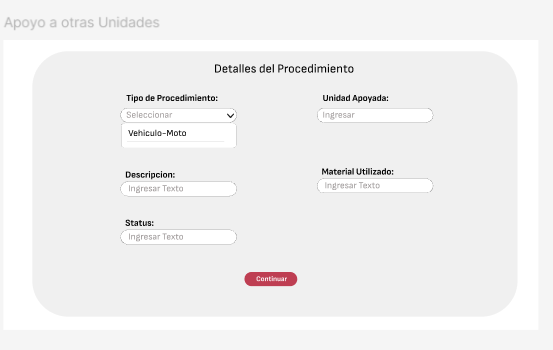 Apoyo a otras Unidades
Detalles del Procedimiento
Tipo de Procedimiento:
Seleccionar
Vehiculo-Moto
Unidad Apoyada:
Ingresar
Descripcion:
Ingresar Texto
Material Utilizado:
Ingresar Texto
Status:
Ingresar Texto
Continuar